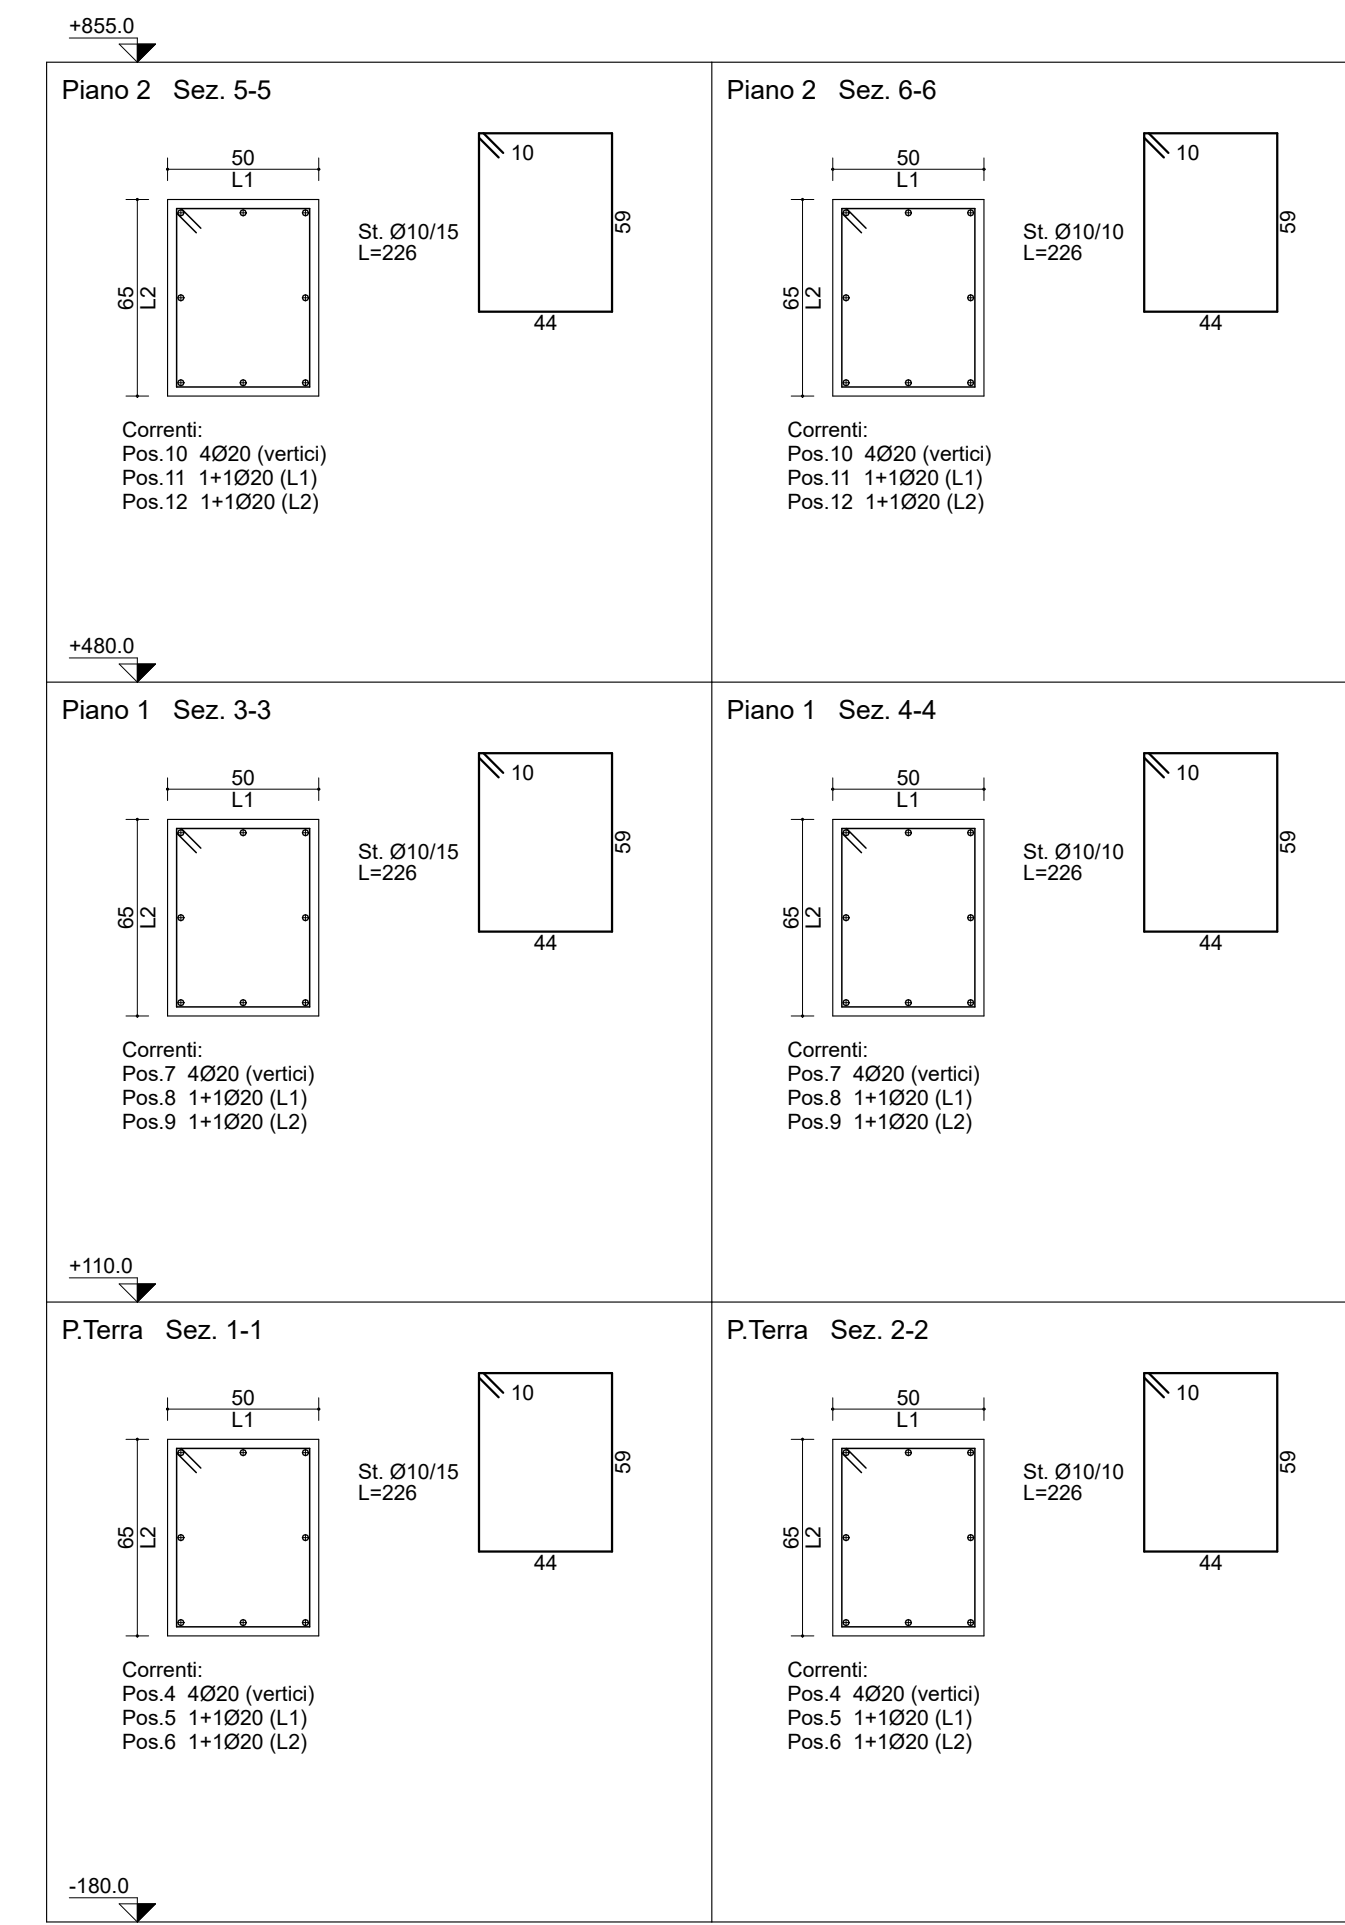 +855.0
Piano 2 Sez. 5-5
50
L1
65
L2
St. Ø10/15
L=226
10
59
44
Correnti:
Pos.10 4Ø20 (vertici)
Pos.11 1+1Ø20 (L1)
Pos.12 1+1Ø20 (L2)
Piano 2 Sez. 6-6
50
L1
65
L2
St. Ø10/10
L=226
10
59
44
Correnti:
Pos.10 4Ø20 (vertici)
Pos.11 1+1Ø20 (L1)
Pos.12 1+1Ø20 (L2)
+480.0
Piano 1 Sez. 3-3
50
L1
65
L2
St. Ø10/15
L=226
10
59
44
Correnti:
Pos.7 4Ø20 (vertici)
Pos.8 1+1Ø20 (L1)
Pos.9 1+1Ø20 (L2)
Piano 1 Sez. 4-4
50
L1
65
L2
St. Ø10/10
L=226
10
59
44
Correnti:
Pos.7 4Ø20 (vertici)
Pos.8 1+1Ø20 (L1)
Pos.9 1+1Ø20 (L2)
+110.0
P.Terra Sez. 1-1
50
L1
65
L2
St. Ø10/15
L=226
10
59
44
Correnti:
Pos.4 4Ø20 (vertici)
Pos.5 1+1Ø20 (L1)
Pos.6 1+1Ø20 (L2)
P.Terra Sez. 2-2
50
L1
65
L2
St. Ø10/10
L=226
10
59
44
Correnti:
Pos.4 4Ø20 (vertici)
Pos.5 1+1Ø20 (L1)
Pos.6 1+1Ø20 (L2)
-180.0